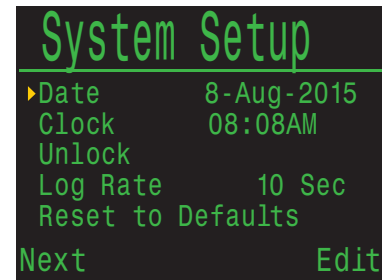 System Setup
Date 8-Aug-2015
Clock 08:08AM
Unlock
Log Rate 10 Sec
Reset to Defaults
Next Edit